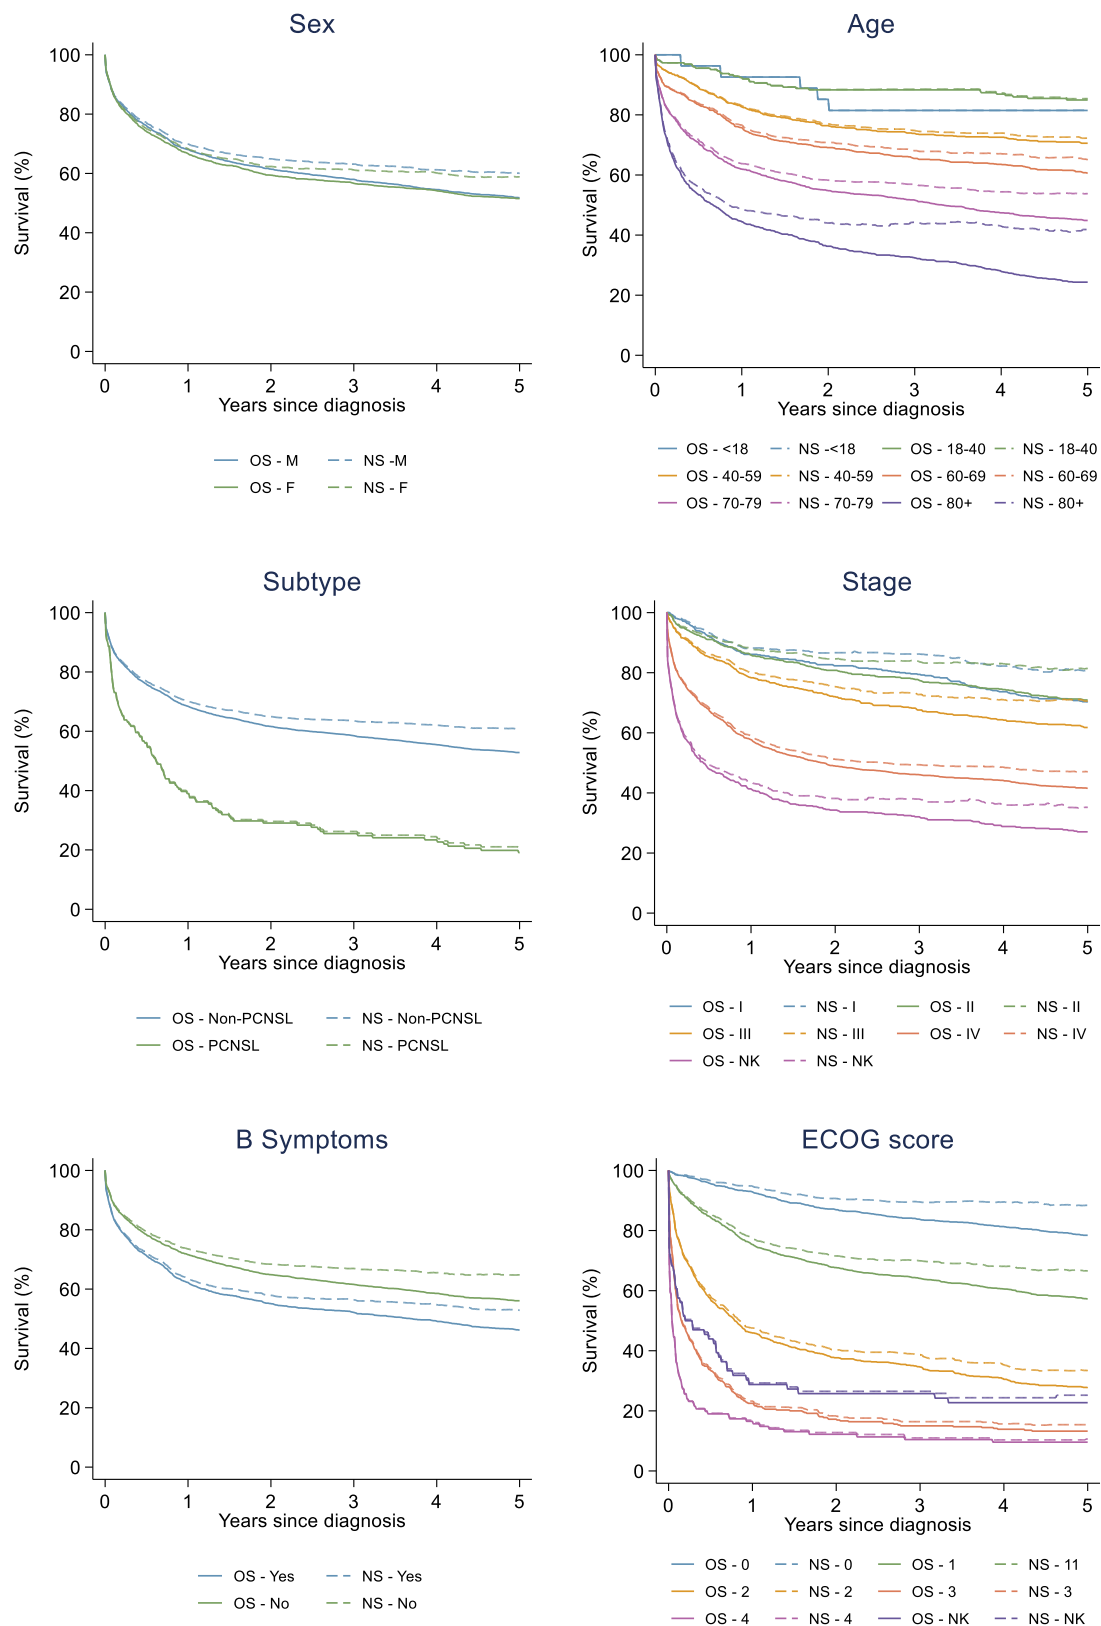 Sex
Survival (%)
100
80
60
40
20
0
0 1 2 3 4 5
Years since diagnosis
OS - M NS -M
OS - F NS - F
Age
Survival (%)
100
80
60
40
20
0
0 1 2 3 4 5
Years since diagnosis
OS - <18 NS -<18 OS - 18-40 NS - 18-40
OS - 40-59 NS - 40-59 OS - 60-69 NS - 60-69
OS - 70-79 NS - 70-79 OS - 80+ NS - 80+
Subtype
Survival (%)
100
80
60
40
20
0
0 1 2 3 4 5
Years since diagnosis
OS - Non-PCNSL NS - Non-PCNSL
OS - PCNSL NS - PCNSL
Stage
Survival (%)
100
80
60
40
20
0
0 1 2 3 4 5
Years since diagnosis
OS - I NS - I OS - II NS - II
OS - III NS - III OS - IV NS - IV
OS - NK NS - NK
B Symptoms
Survival (%)
100
80
60
40
20
0
0 1 2 3 4 5
Years since diagnosis
OS - Yes NS - Yes
OS - No NS - No
ECOG score
Survival (%)
100
80
60
40
20
0
0 1 2 3 4 5
Years since diagnosis
OS - 0 NS - 0 OS - 1 NS - 11
OS - 2 NS - 2 OS - 3 NS - 3
OS - 4 NS - 4 OS - NK NS - NK